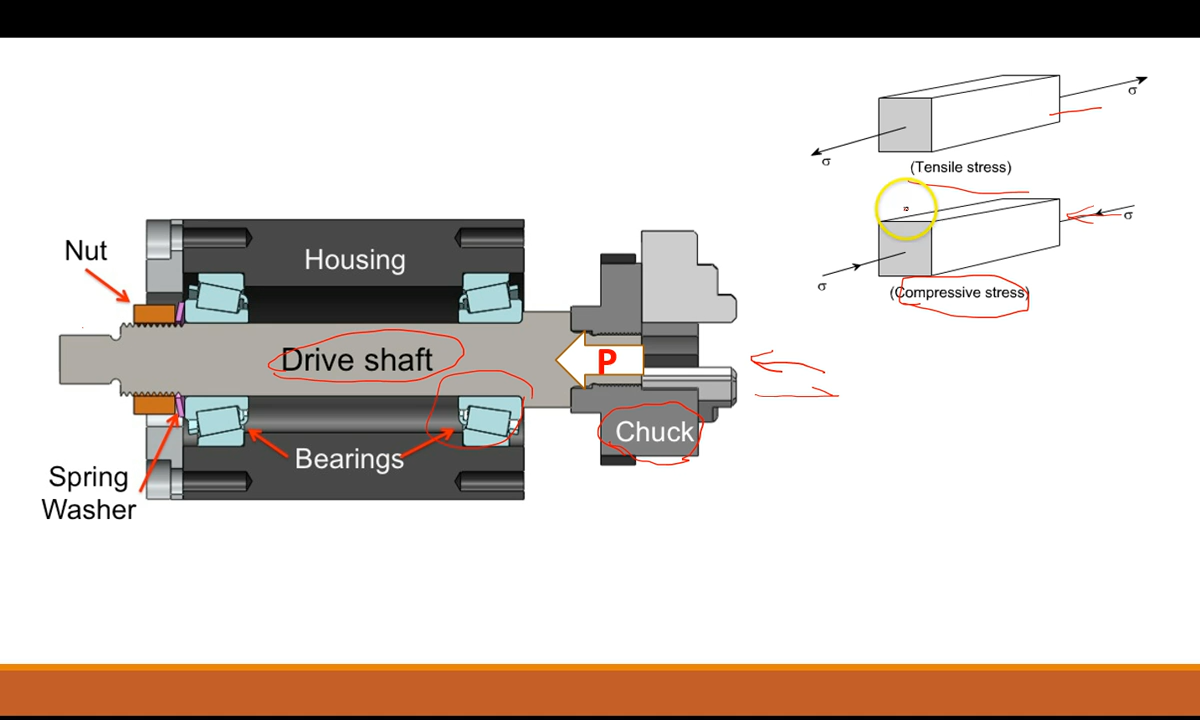 σ
σ
(Tensile stress)
σ
σ
(Compressive stress)
Nut
Housing
Drive shaft
P
Chuck
Bearings
Spring
Washer